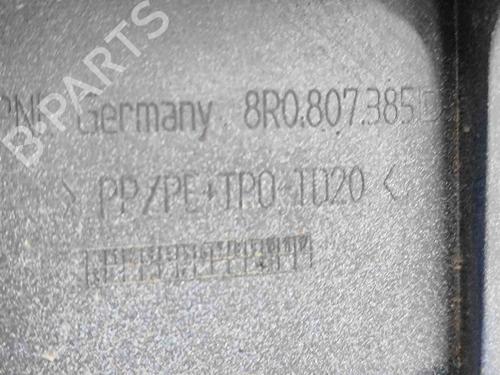 B-PARTS
Germany 8R0.807.385
> PP/PE+TPO-TD20 <